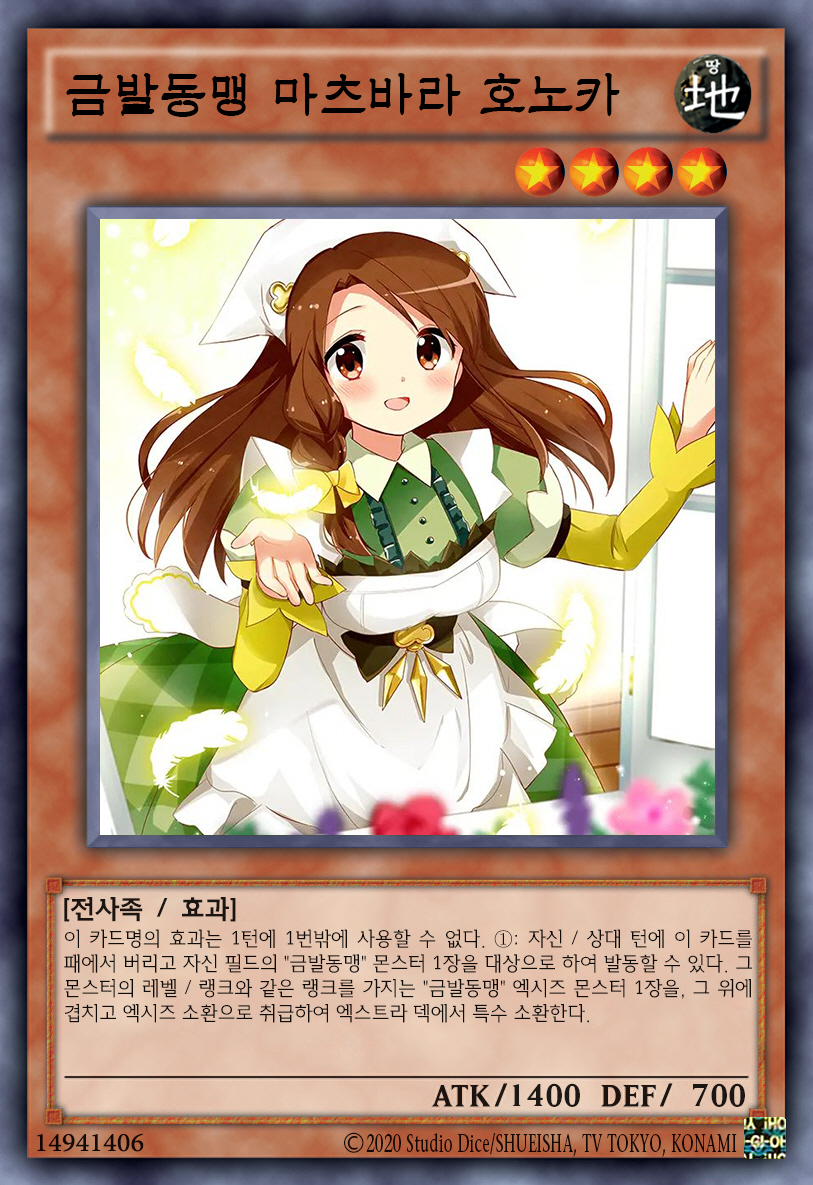 금발동맹 마츠바라 호노카
땅
地
[전사족 / 효과]
이 카드명의 효과는 1턴에 1번밖에 사용할 수 없다. ①: 자신 / 상대 턴에 이 카드를
때에서 버리고 자신 필드의 "금발동맹" 몬스터 1장을 대상으로 하여 발동할 수 있다. 그
몬스터의 레벨 / 랭크와 같은 랭크를 가지는 "금발동맹" 엑시즈 몬스터 1장을, 그 위에
겹치고 엑시즈 소환으로 취급하여 엑스트라 덱에서 특수 소환한다.
ATK/1400 DEF/ 700
14941406
©2020 Studio Dice/SHUEISHA, TV TOKYO, KONAMI